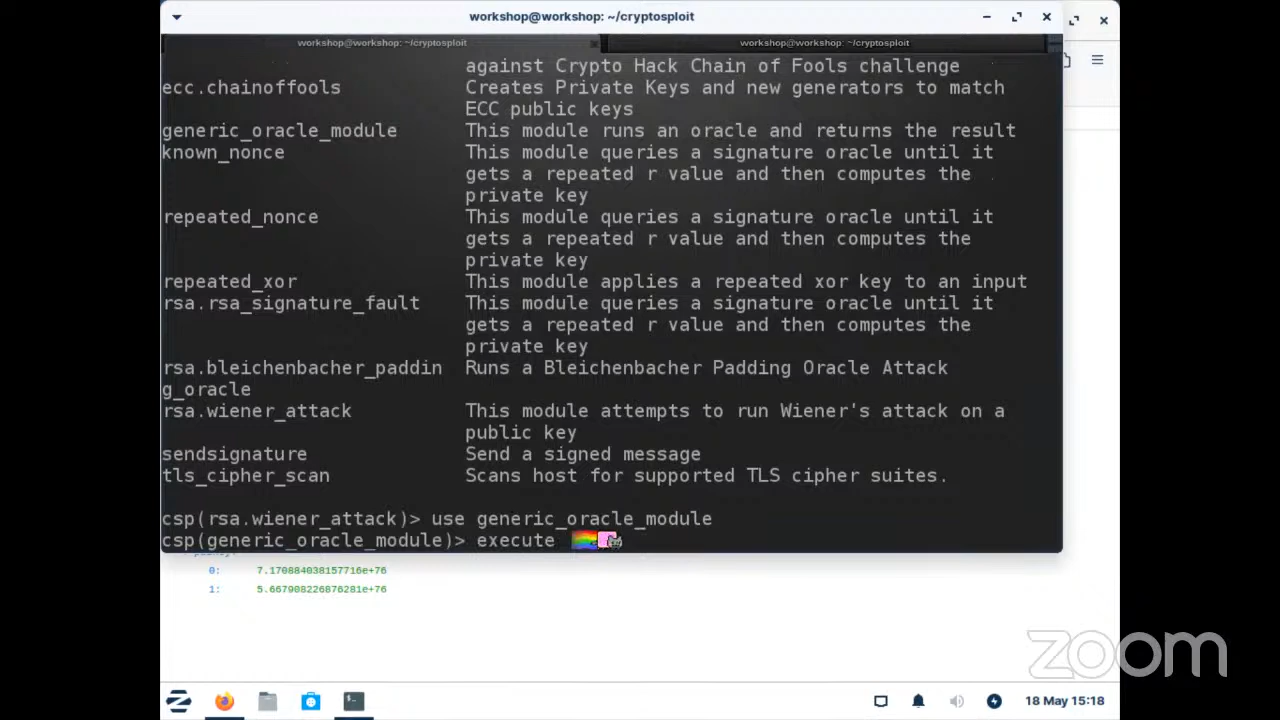 workshop@workshop: ~/cryptosploit
workshop@workshop: ~/cryptosploit
workshop@workshop: ~/cryptosploit
against Crypto Hack Chain of Fools challenge
ecc.chainoffools Creates Private Keys and new generators to match
ECC public keys
generic_oracle_module This module runs an oracle and returns the result
known_nonce This module queries a signature oracle until it
gets a repeated r value and then computes the
private key
repeated_nonce This module queries a signature oracle until it
gets a repeated r value and then computes the
private key
repeated_xor This module applies a repeated xor key to an input
rsa.rsa_signature_fault This module queries a signature oracle until it
gets a repeated r value and then computes the
private key
rsa.bleichenbacher_paddin Runs a Bleichenbacher Padding Oracle Attack
g_oracle
rsa.wiener_attack This module attempts to run Wiener's attack on a
public key
sendsignature Send a signed message
tls_cipher_scan Scans host for supported TLS cipher suites.
csp(rsa.wiener_attack)> use generic_oracle_module
csp(generic_oracle_module)> execute
0: 7.170884038157716e+76
1: 5.667908226876281e+76
zoom
18 May 15:18